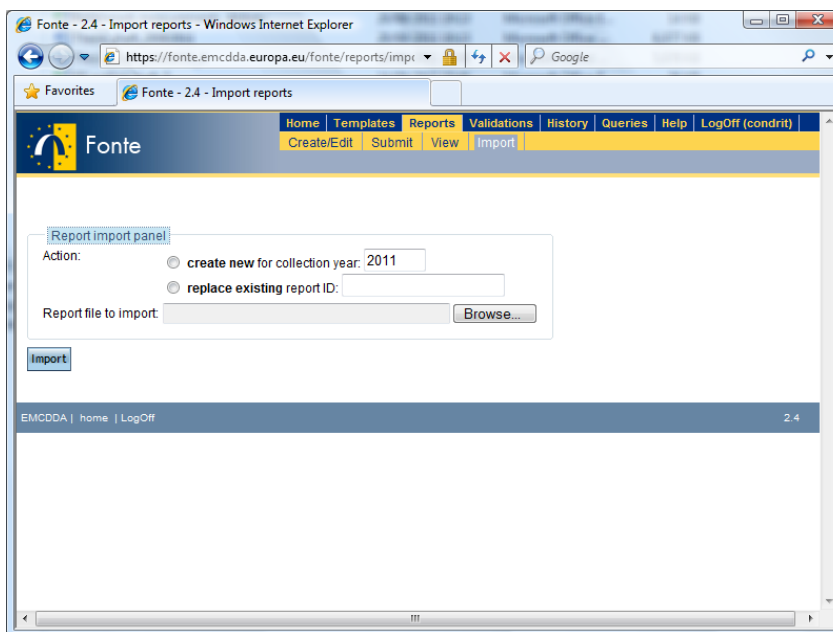 Fonte - 2.4 - Import reports - Windows Internet Explorer
https://fonte.emcdda.europa.eu/fonte/reports/impo
Google
Favorites
Fonte - 2.4 - Import reports
Home | Templates | Reports | Validations | History | Queries | Help | LogOff (condrit) |
Fonte
Create/Edit | Submit | View | Import
Report import panel
Action:
create new for collection year: 2011
replace existing report ID:
Report file to import: Browse...
Import
EMCDDA | home | LogOff 2.4